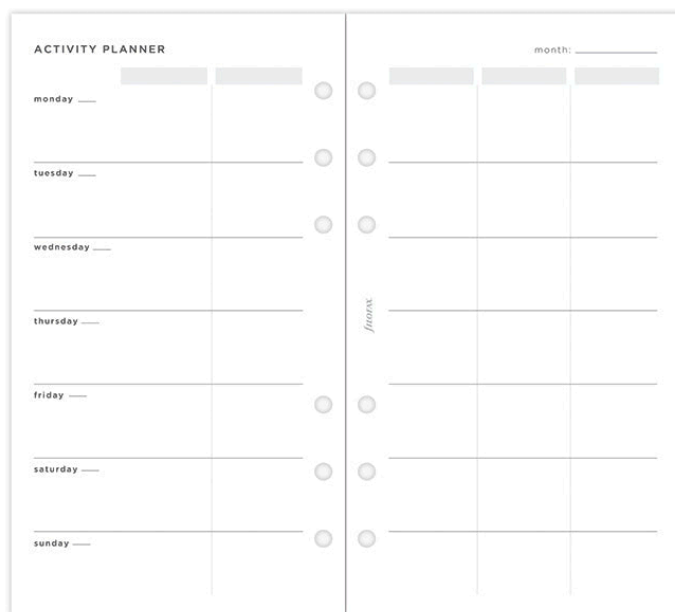 ACTIVITY PLANNER
month:
monday
tuesday
wednesday
thursday
friday
saturday
sunday
filofax